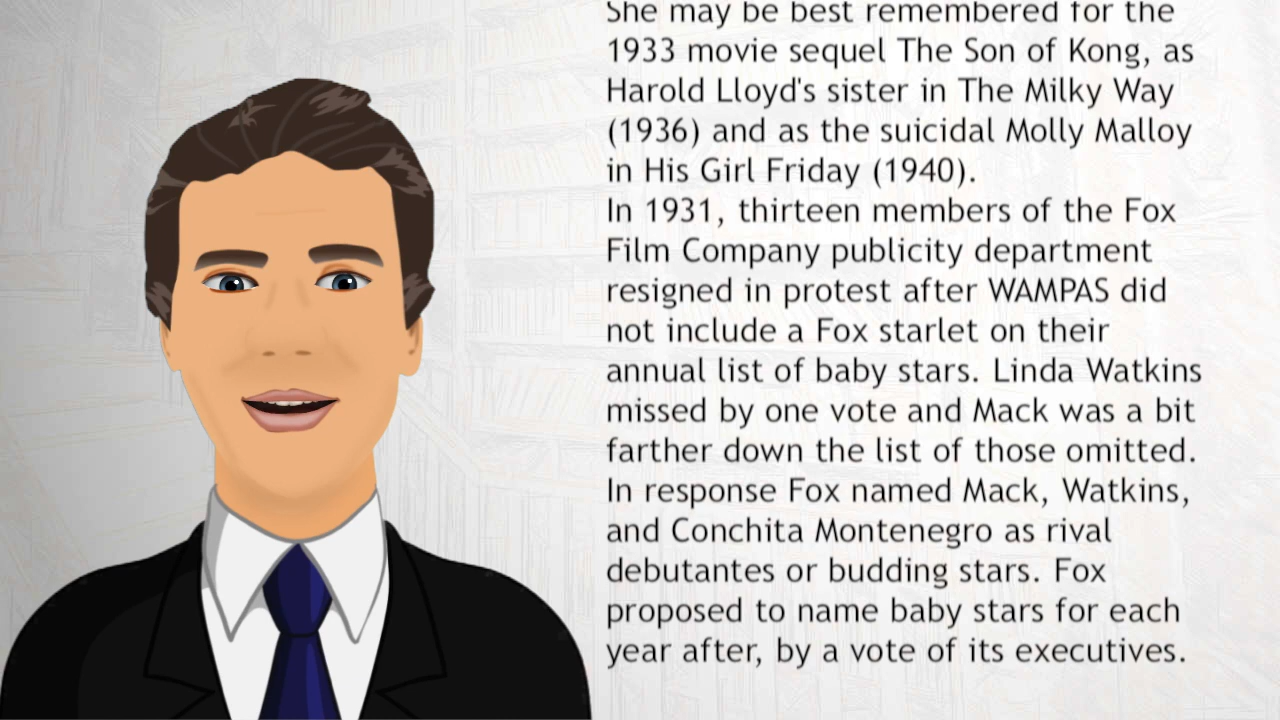 She may be best remembered for the
1933 movie sequel The Son of Kong, as
Harold Lloyd's sister in The Milky Way
(1936) and as the suicidal Molly Malloy
in His Girl Friday (1940).
In 1931, thirteen members of the Fox
Film Company publicity department
resigned in protest after WAMPAS did
not include a Fox starlet on their
annual list of baby stars. Linda Watkins
missed by one vote and Mack was a bit
farther down the list of those omitted.
In response Fox named Mack, Watkins,
and Conchita Montenegro as rival
debutantes or budding stars. Fox
proposed to name baby stars for each
year after, by a vote of its executives.